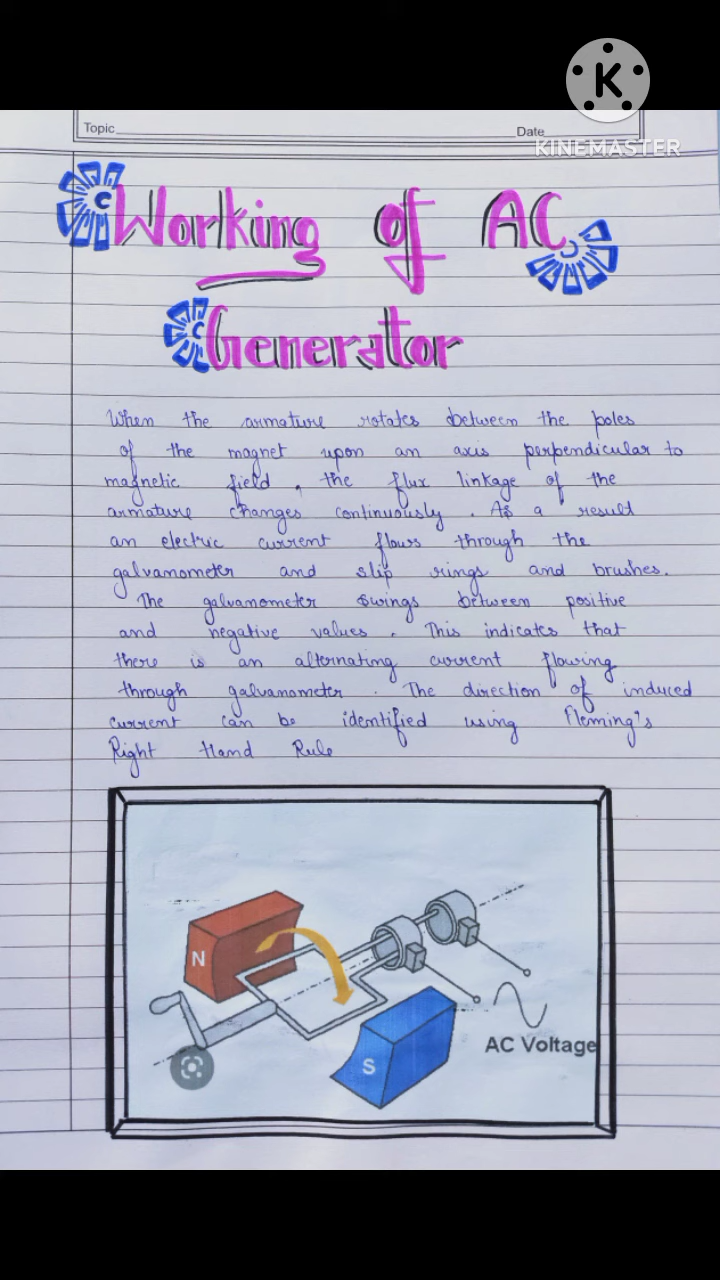 K
KINEMASTER
Topic
Date
Working of AC
Generator
When the armature rotates between the poles
of the magnet upon an axis perpendicular to
magnetic field, the flux linkage of the
armature changes continuously. As a result
an electric current flows through the
galvanometer and slip rings and brushes.
The galvanometer swings between positive
and negative values. This indicates that
there is an alternating current flowing
through galvanometer. The direction of induced
current can be identified using Fleming's
Right Hand Rule
N
S
AC Voltage